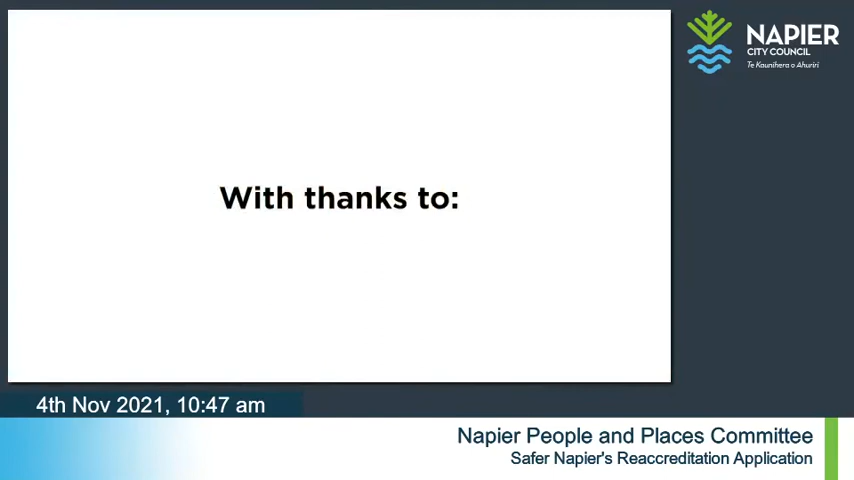 NAPIER
CITY COUNCIL
Te Kaunihera o Ahuriri
With thanks to:
4th Nov 2021, 10:47 am
Napier People and Places Committee
Safer Napier's Reaccreditation Application